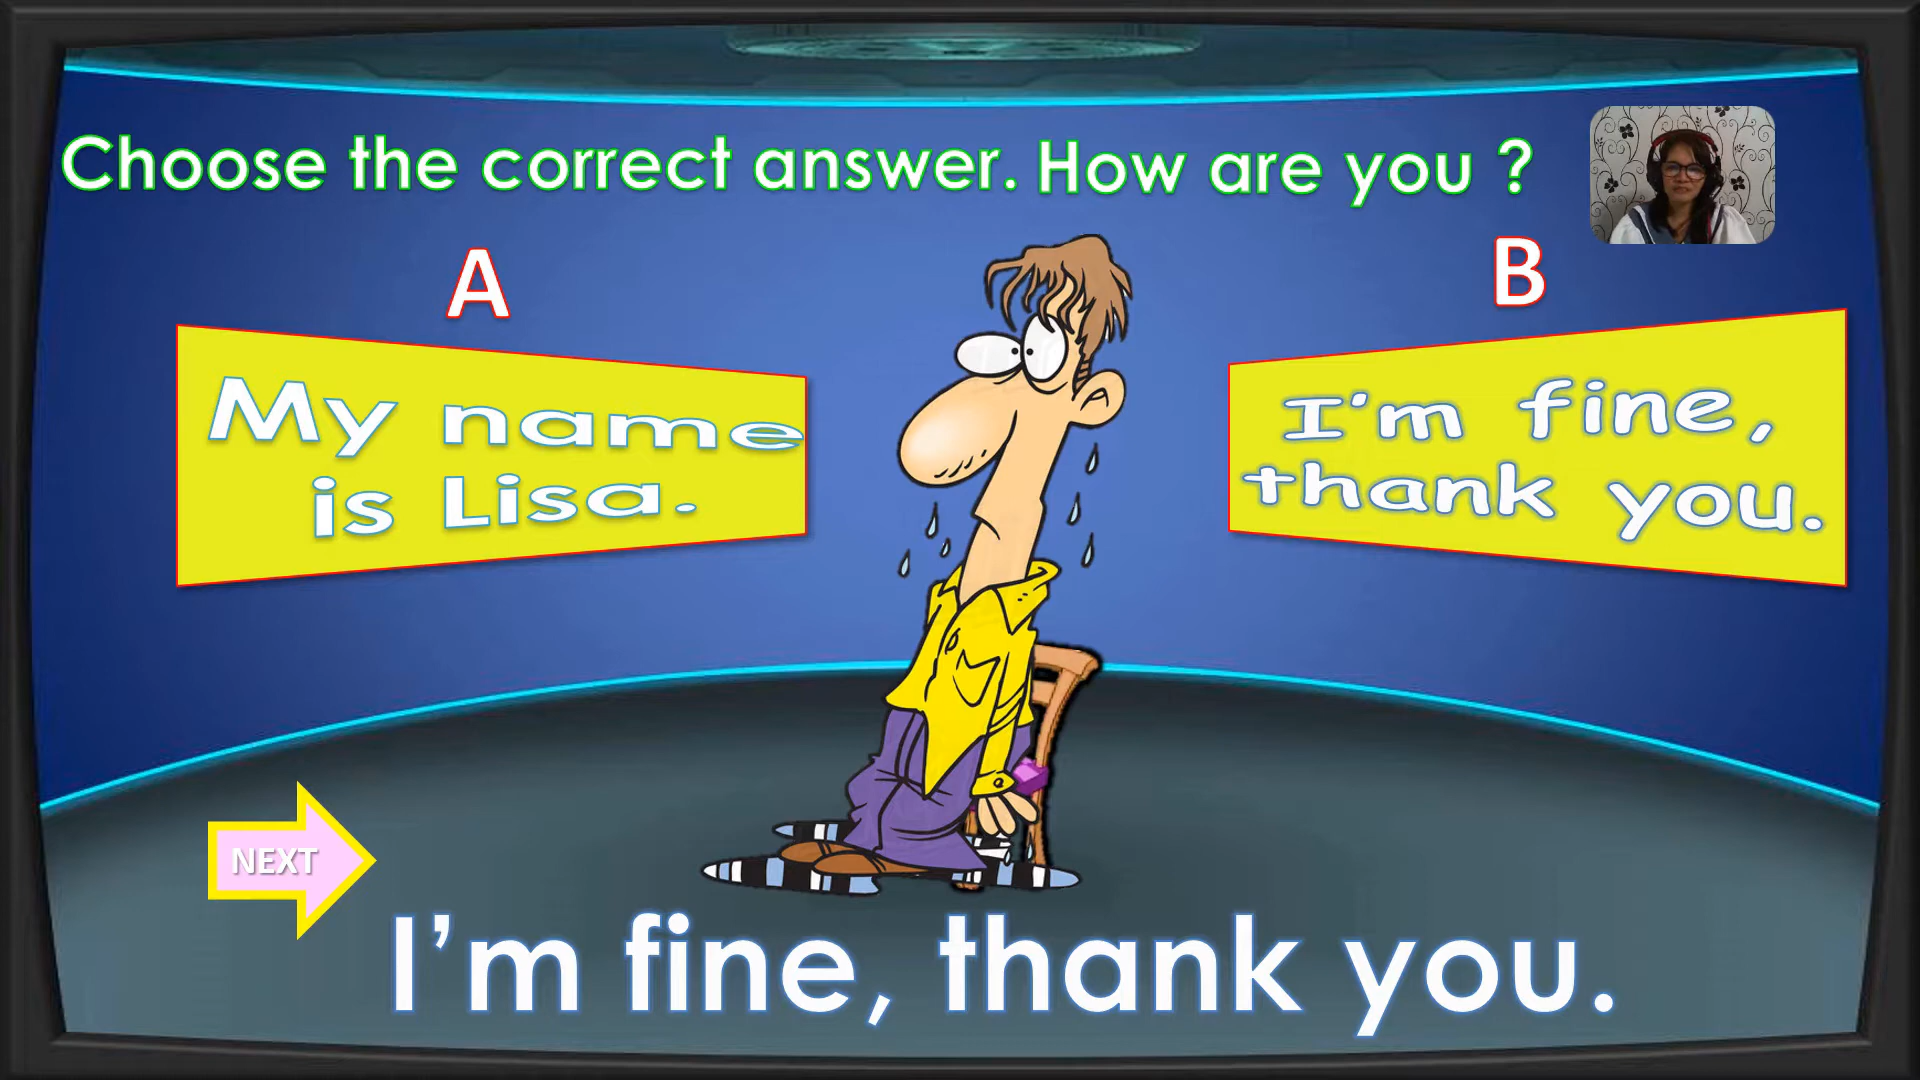 Choose the correct answer. How are you ?
A
My name
is Lisa.
B
I'm fine,
thank you.
NEXT
I'm fine, thank you.